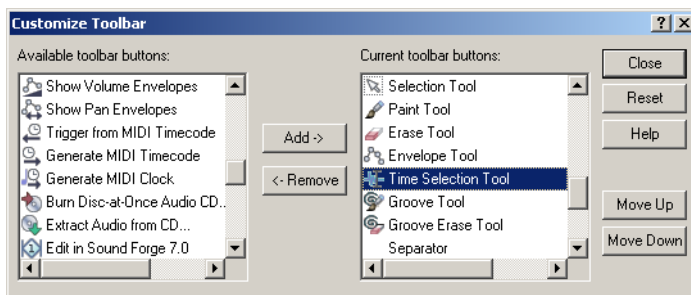 Customize Toolbar
Available toolbar buttons:
Show Volume Envelopes
Show Pan Envelopes
Trigger from MIDI Timecode
Generate MIDI Timecode
Generate MIDI Clock
Burn Disc-at-Once Audio CD..
Extract Audio from CD...
Edit in Sound Forge 7.0
Add ->
<- Remove
Current toolbar buttons:
Selection Tool
Paint Tool
Erase Tool
Envelope Tool
Time Selection Tool
Groove Tool
Groove Erase Tool
Separator
Close
Reset
Help
Move Up
Move Down